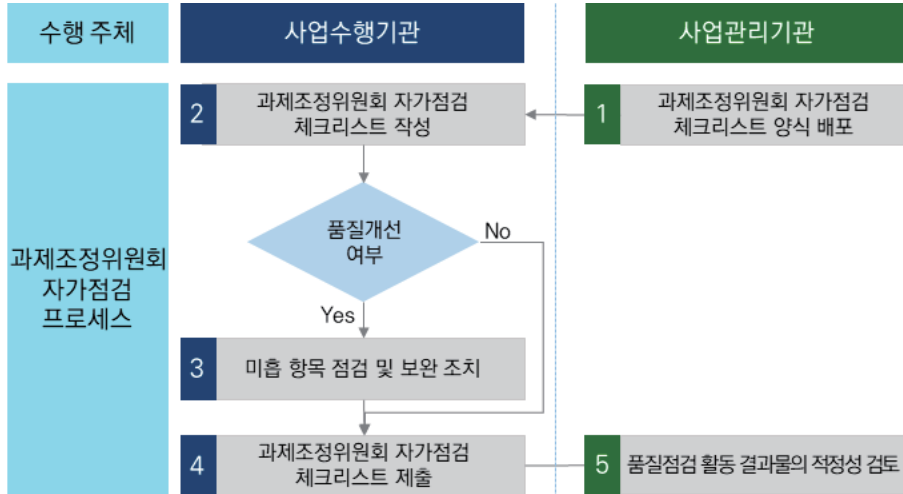 수행 주체
사업수행기관
사업관리기관
과제조정위원회
자가점검
프로세스
2
과제조정위원회 자가점검
체크리스트 작성
1
과제조정위원회 자가점검
체크리스트 양식 배포
품질개선
여부
No
Yes
3
미흡 항목 점검 및 보완 조치
4
과제조정위원회 자가점검
체크리스트 제출
5
품질점검 활동 결과물의 적정성 검토